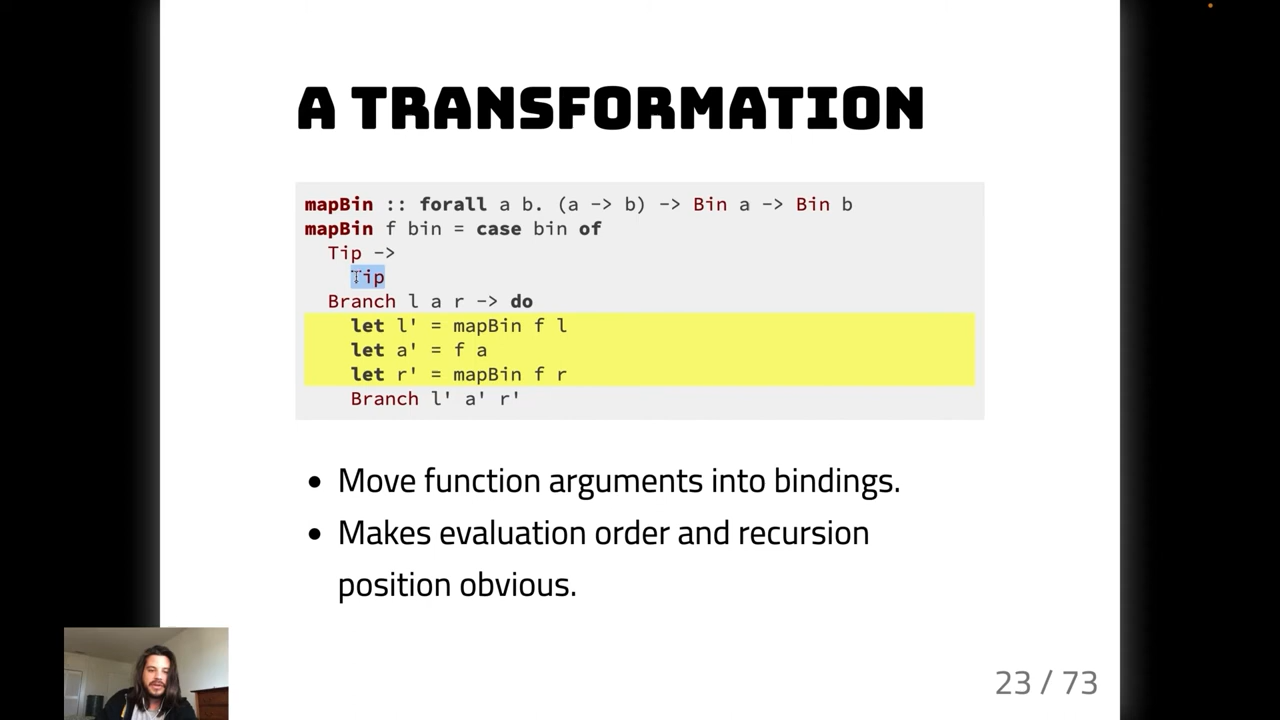 A TRANSFORMATION
mapBin :: forall a b. (a -> b) -> Bin a -> Bin b
mapBin f bin = case bin of
  Tip ->
    Tip
  Branch l a r -> do
    let l' = mapBin f l
    let a' = f a
    let r' = mapBin f r
    Branch l' a' r'
• Move function arguments into bindings.
• Makes evaluation order and recursion
position obvious.
23 / 73